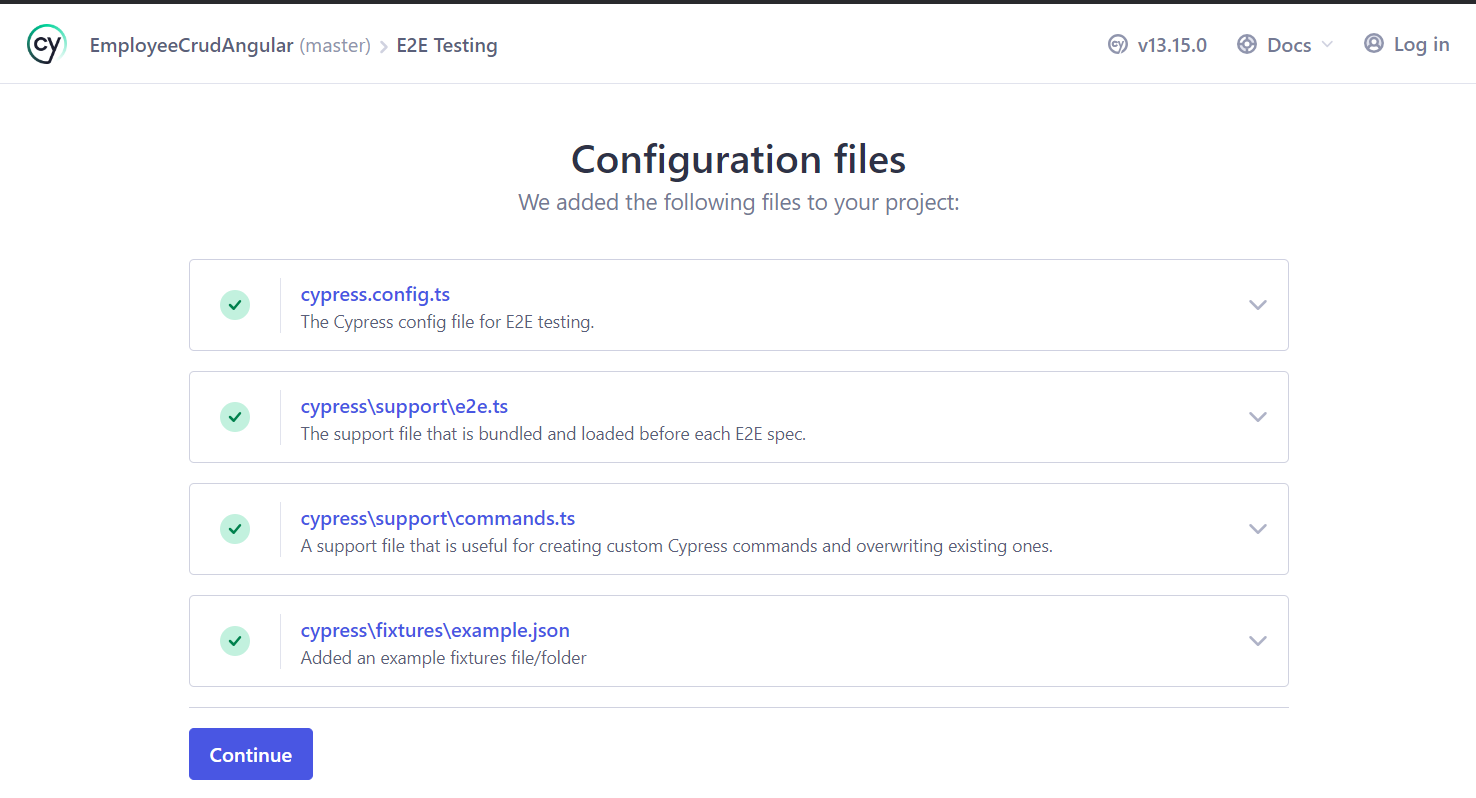 cy EmployeeCrudAngular (master) E2E Testing cy v13.15.0 Docs Log in
Configuration files
We added the following files to your project:
cypress.config.ts
The Cypress config file for E2E testing.
cypress\support\e2e.ts
The support file that is bundled and loaded before each E2E spec.
cypress\support\commands.ts
A support file that is useful for creating custom Cypress commands and overwriting existing ones.
cypress\fixtures\example.json
Added an example fixtures file/folder
Continue